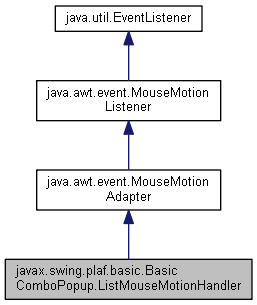 java.util.EventListener
java.awt.event.MouseMotion
Listener
java.awt.event.MouseMotion
Adapter
javax.swing.plaf.basic.Basic
ComboPopup.ListMouseMotionHandler